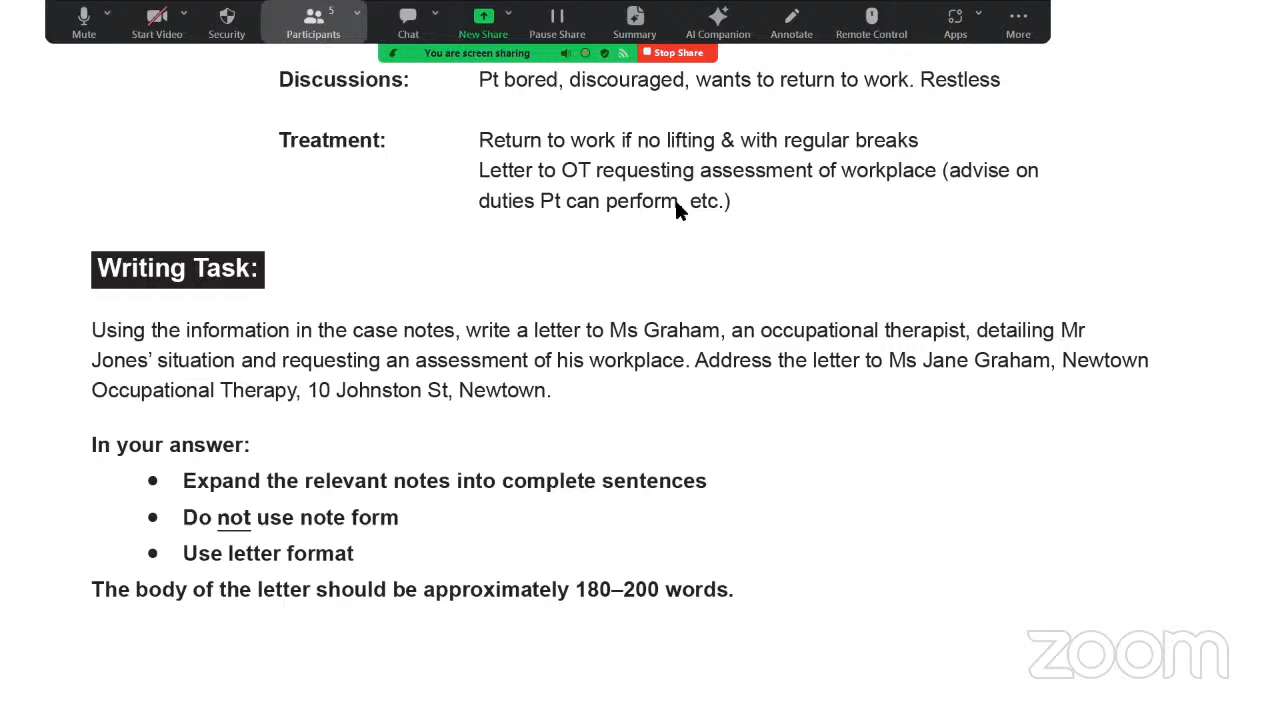 Mute Start Video Security Participants 5 Chat New Share Pause Share Summary AI Companion Annotate Remote Control Apps More
You are screen sharing Stop Share
Discussions: Pt bored, discouraged, wants to return to work. Restless
Treatment: Return to work if no lifting & with regular breaks
Letter to OT requesting assessment of workplace (advise on
duties Pt can perform, etc.)
Writing Task:
Using the information in the case notes, write a letter to Ms Graham, an occupational therapist, detailing Mr
Jones’ situation and requesting an assessment of his workplace. Address the letter to Ms Jane Graham, Newtown
Occupational Therapy, 10 Johnston St, Newtown.
In your answer:
• Expand the relevant notes into complete sentences
• Do not use note form
• Use letter format
The body of the letter should be approximately 180–200 words.
zoom